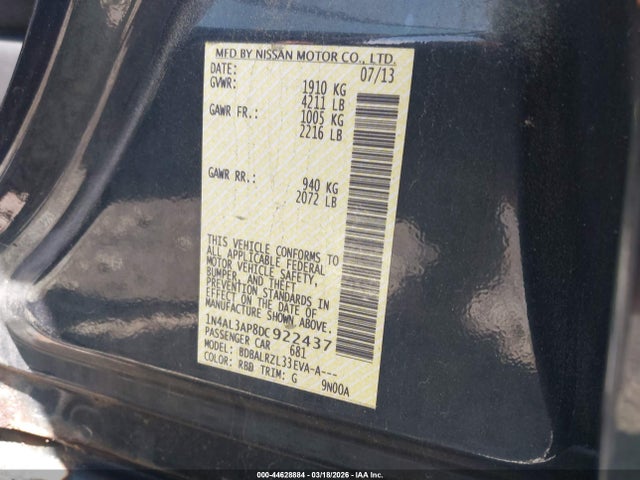 MFD BY NISSAN MOTOR CO., LTD.
DATE: 07/13
GVWR: 1910 KG
4211 LB
GAWR FR.: 1005 KG
2216 LB
GAWR RR.: 940 KG
2072 LB
THIS VEHICLE CONFORMS TO
ALL APPLICABLE FEDERAL
MOTOR VEHICLE SAFETY,
BUMPER, AND THEFT
PREVENTION STANDARDS IN
EFFECT ON THE DATE OF
MANUFACTURE SHOWN ABOVE.
1N4AL3AP8DC922437
PASSENGER CAR 681
MODEL: BDBALRZL33EVA-A---
COLOR: RBD TRIM: G 9N00A
000-44628884 | 03/18/2026 - IAA Inc.